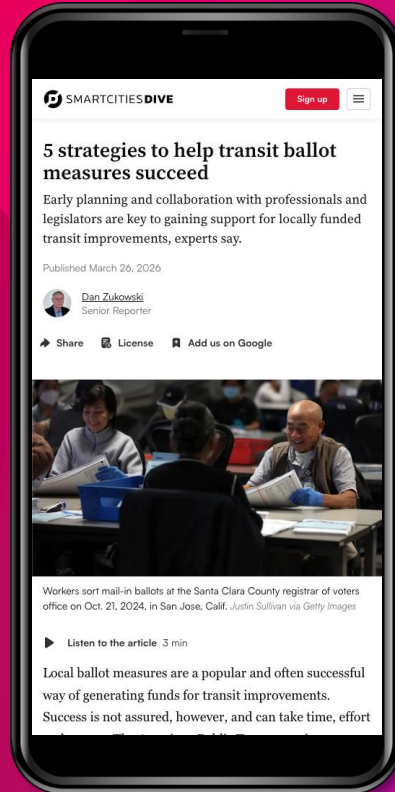 SMARTCITIESDIVE
Sign up
5 strategies to help transit ballot
measures succeed
Early planning and collaboration with professionals and
legislators are key to gaining support for locally funded
transit improvements, experts say.
Published March 26, 2026
Dan Zukowski
Senior Reporter
Share License Add us on Google
Workers sort mail-in ballots at the Santa Clara County registrar of voters
office on Oct. 21, 2024, in San Jose, Calif. Justin Sullivan via Getty Images
Listen to the article 3 min
Local ballot measures are a popular and often successful
way of generating funds for transit improvements.
Success is not assured, however, and can take time, effort